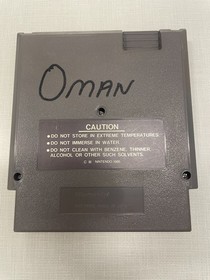 OMAN
CAUTION
• DO NOT STORE IN EXTREME TEMPERATURES.
• DO NOT IMMERSE IN WATER.
• DO NOT CLEAN WITH BENZENE, THINNER, ALCOHOL OR OTHER SUCH SOLVENTS.